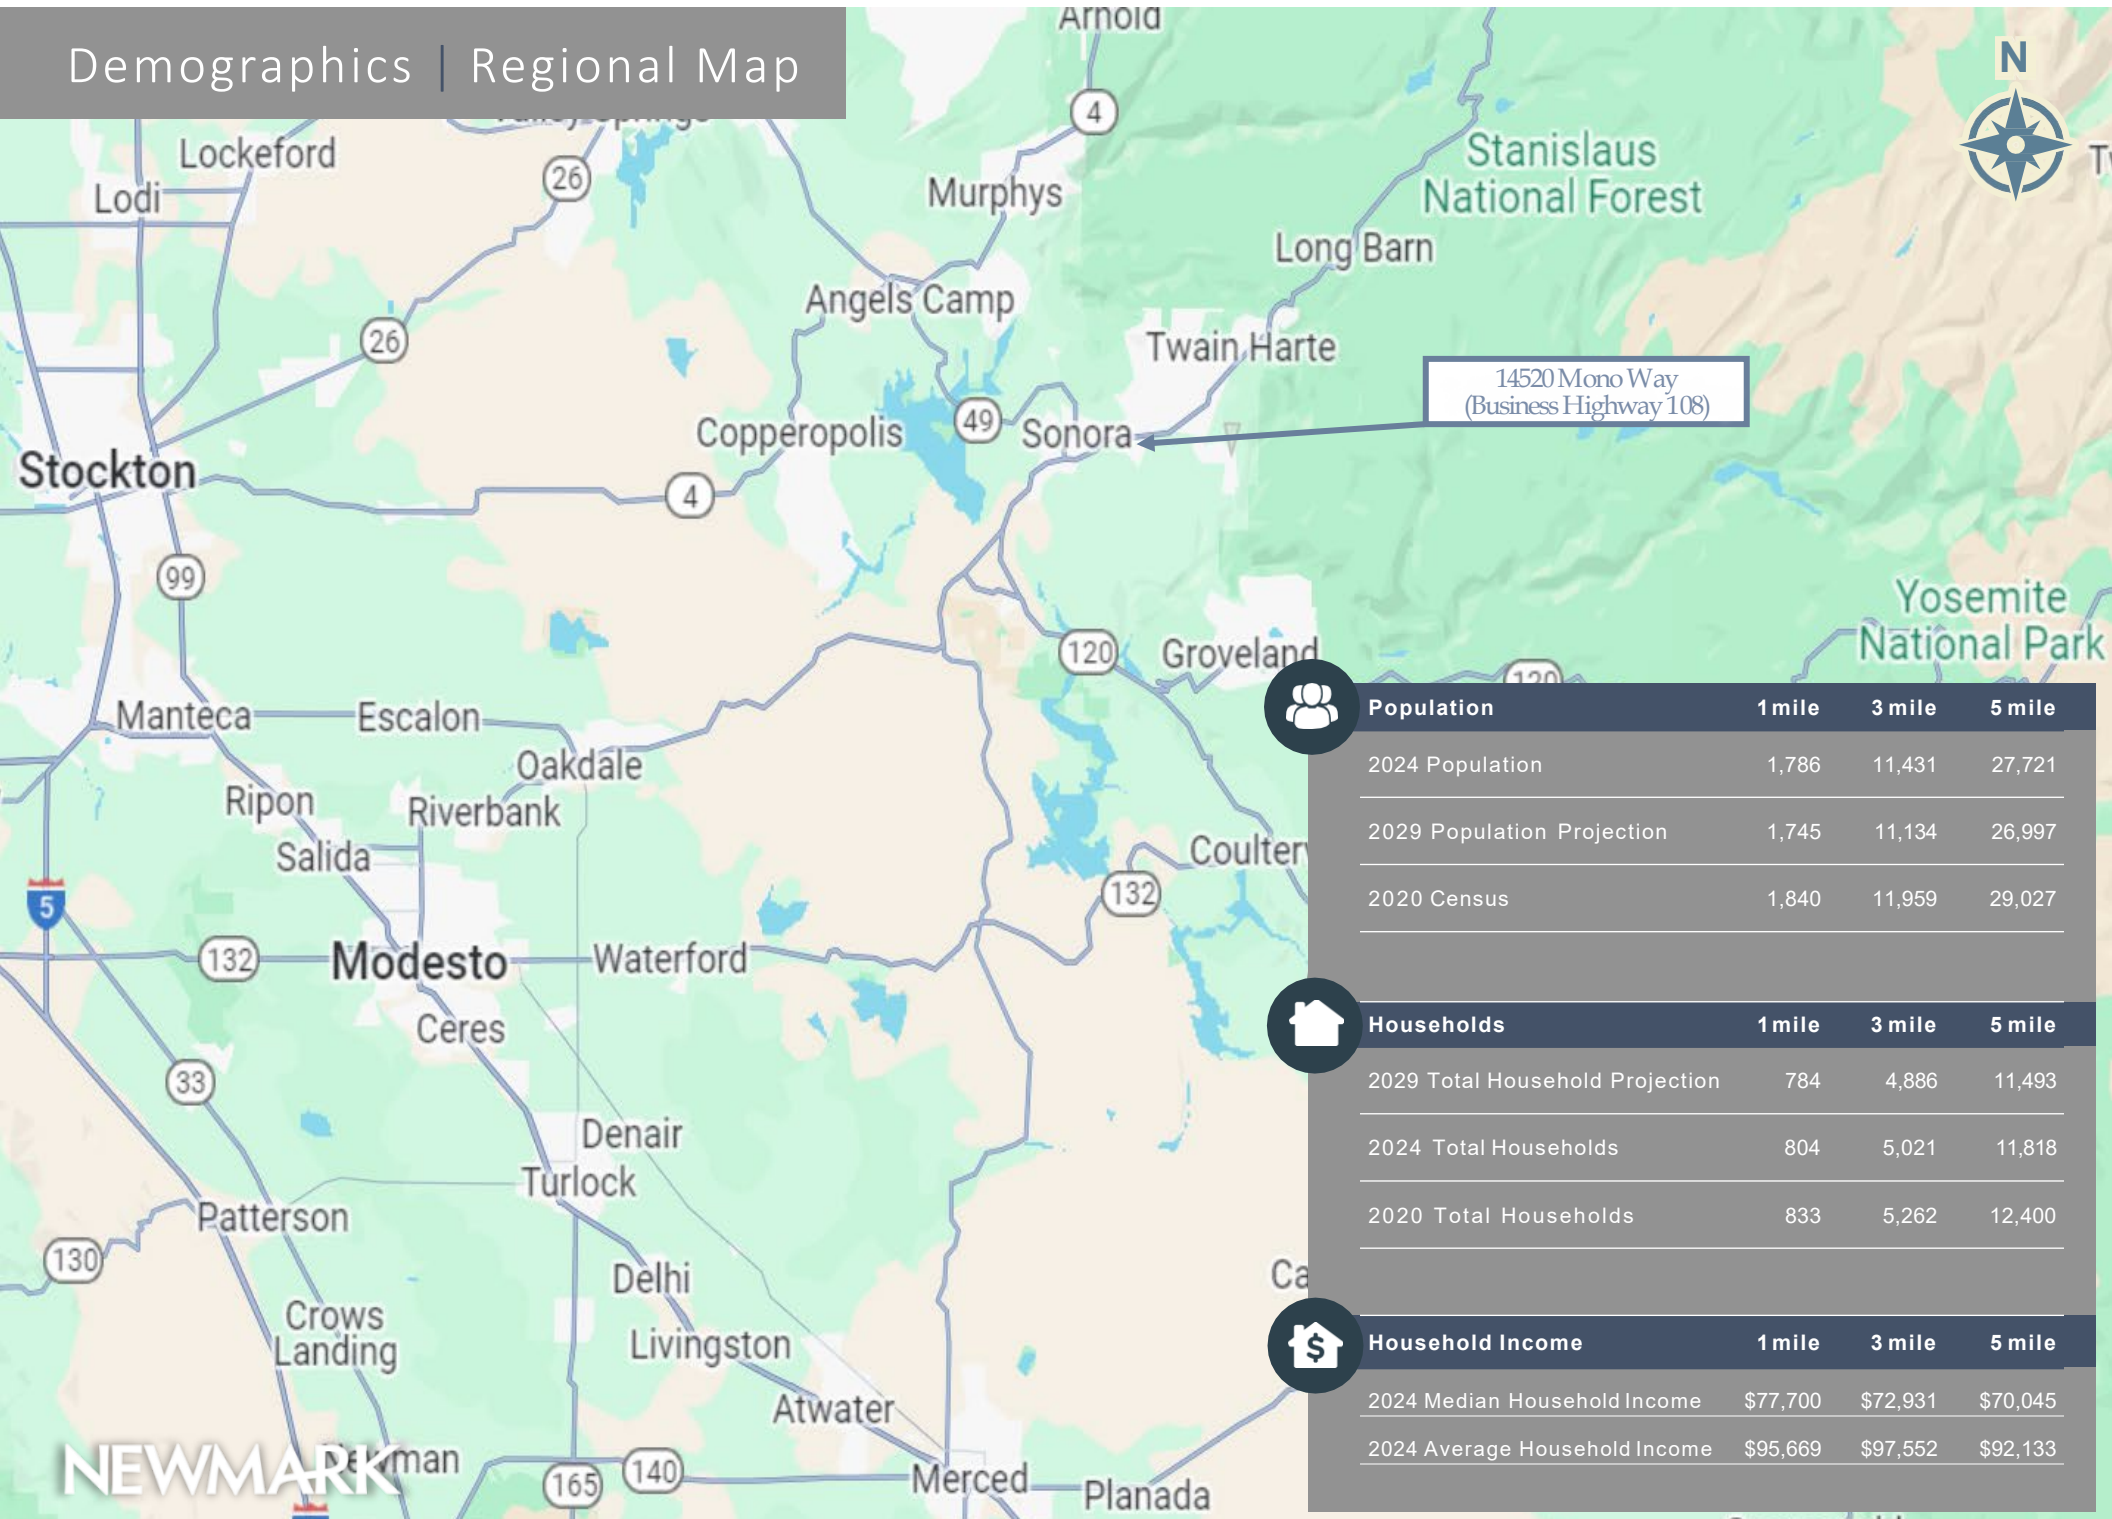 Demographics | Regional Map
Arnold
N
4
Lockeford
26
Lodi
Murphys
Stanislaus
National Forest
Long Barn
Angels Camp
26
Twain Harte
14520 Mono Way
(Business Highway 108)
49
Copperopolis
Sonora
Stockton
4
99
Yosemite
National Park
120
Groveland
120
Manteca
Escalon
Oakdale
Ripon
Riverbank
Salida
5
132
132
Modesto
Waterford
Ceres
33
Denair
Turlock
Patterson
130
Delhi
Crows
Landing
Livingston
Atwater
NEWMARK
165
140
Merced
Planada
Population 1 mile 3 mile 5 mile
2024 Population 1,786 11,431 27,721
2029 Population Projection 1,745 11,134 26,997
2020 Census 1,840 11,959 29,027
Households 1 mile 3 mile 5 mile
2029 Total Household Projection 784 4,886 11,493
2024 Total Households 804 5,021 11,818
2020 Total Households 833 5,262 12,400
$
Household Income 1 mile 3 mile 5 mile
2024 Median Household Income $77,700 $72,931 $70,045
2024 Average Household Income $95,669 $97,552 $92,133